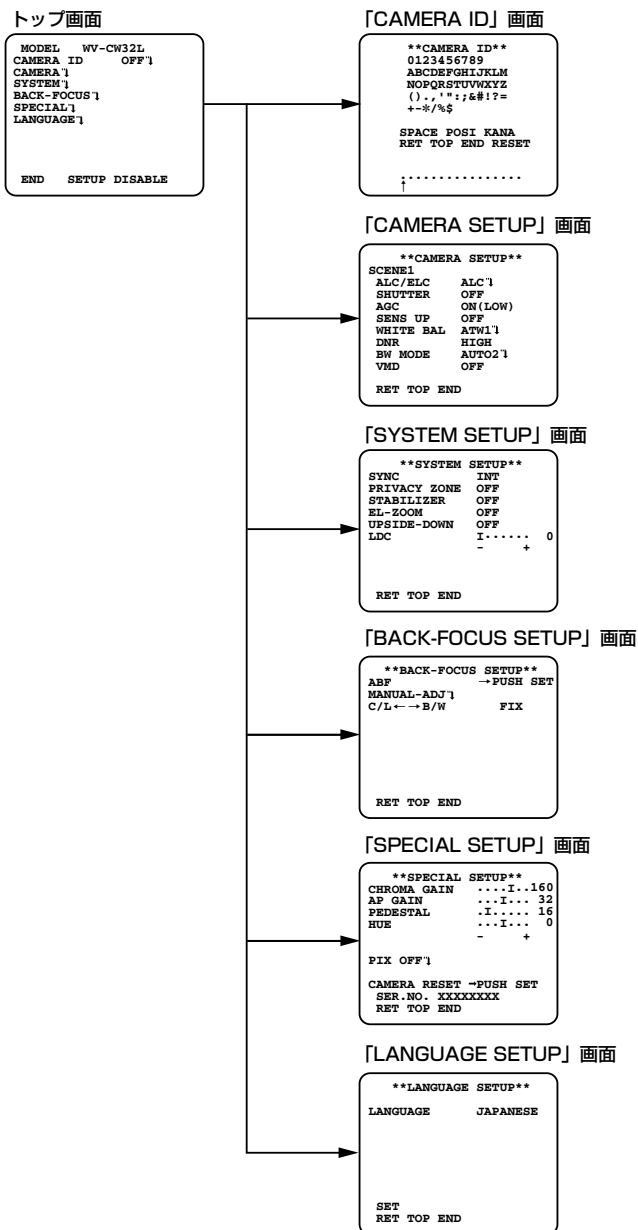 トップ画面
MODEL WV-CW32L
CAMERA ID OFF
CAMERA
SYSTEM
BACK-FOCUS
SPECIAL
LANGUAGE
END SETUP DISABLE
「CAMERA ID」画面
**CAMERA ID**
0123456789
ABCDEFGHIJKLM
NOPQRSTUVWXYZ
().,'":;&#!?=
+-*/%$
SPACE POSI KANA
RET TOP END RESET
................
↑
「CAMERA SETUP」画面
**CAMERA SETUP**
SCENE1
ALC/ELC ALC
SHUTTER OFF
AGC ON(LOW)
SENS UP OFF
WHITE BAL ATW1
DNR HIGH
BW MODE AUTO2
VMD OFF
RET TOP END
「SYSTEM SETUP」画面
**SYSTEM SETUP**
SYNC INT
PRIVACY ZONE OFF
STABILIZER OFF
EL-ZOOM OFF
UPSIDE-DOWN OFF
LDC I...... 0
- +
RET TOP END
「BACK-FOCUS SETUP」画面
**BACK-FOCUS SETUP**
ABF →PUSH SET
MANUAL-ADJ
C/L←→B/W FIX
RET TOP END
「SPECIAL SETUP」画面
**SPECIAL SETUP**
CHROMA GAIN ....I..160
AP GAIN ...I... 32
PEDESTAL .I..... 16
HUE ...I... 0
- +
PIX OFF
CAMERA RESET →PUSH SET
SER.NO. XXXXXXXX
RET TOP END
「LANGUAGE SETUP」画面
**LANGUAGE SETUP**
LANGUAGE JAPANESE
SET
RET TOP END